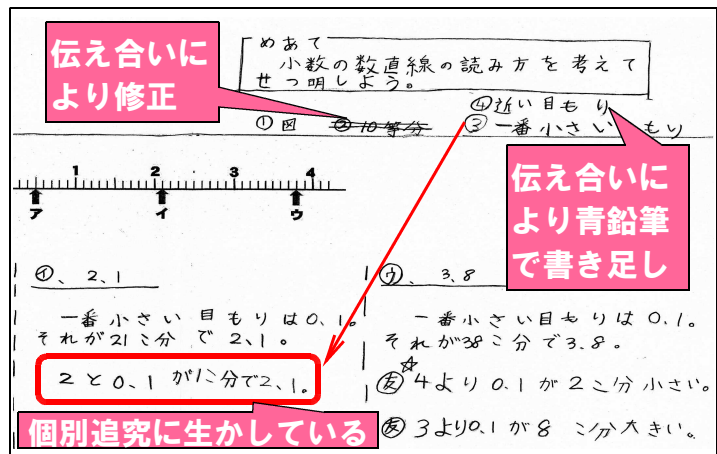 伝え合いに
より修正
めあて
小数の数直線の読み方を考えて
せつ明しよう。
④近い目もり
①図 ②10等分 ③一番小さい もり
伝え合いに
より青鉛筆
で書き足し
1 2 3 4
ア イ ウ
㋑、2、1
一番小さい目もりは0、1。
それが21こ分で2、1。
2と0、1が1こ分で2、1。
個別追究に生かしている
㋒、3、8
一番小さい目もりは0、1。
それが38こ分で3、8。
☆
友 4より0、1が2こ分小さい。
友 3より0、1が8こ分大きい。